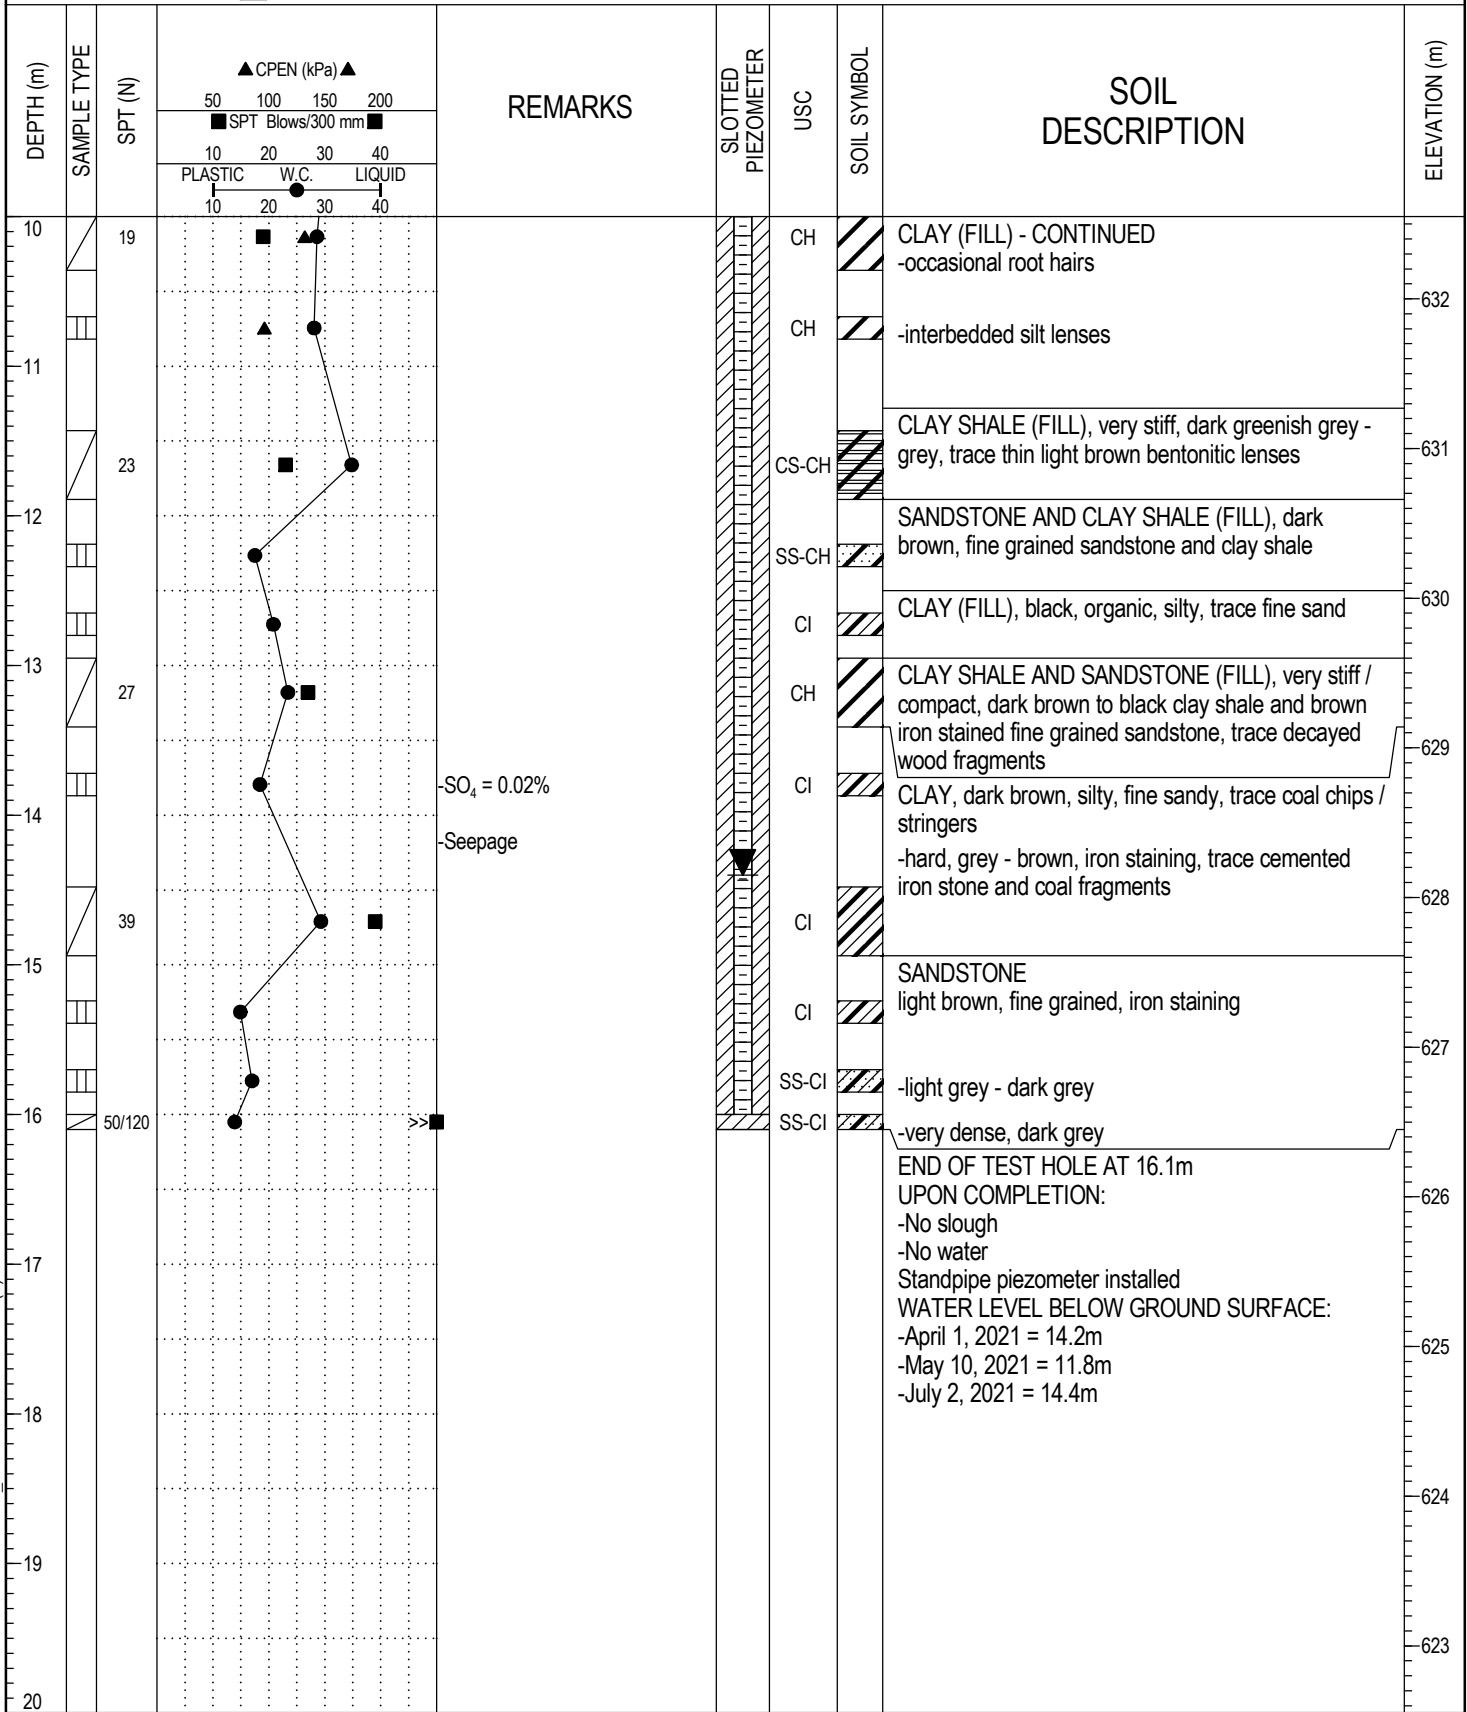 DEPTH (m)
SAMPLE TYPE
SPT (N)
▲ CPEN (kPa) ▲
50 100 150 200
■ SPT Blows/300 mm ■
10 20 30 40
PLASTIC W.C. LIQUID
10 20 30 40
REMARKS
SLOTTED
PIEZOMETER
USC
SOIL SYMBOL
SOIL
DESCRIPTION
ELEVATION (m)
10
19
CH
CLAY (FILL) - CONTINUED
-occasional root hairs
632
CH
-interbedded silt lenses
11
CLAY SHALE (FILL), very stiff, dark greenish grey -
grey, trace thin light brown bentonitic lenses
631
23
CS-CH
12
SANDSTONE AND CLAY SHALE (FILL), dark
brown, fine grained sandstone and clay shale
SS-CH
630
CLAY (FILL), black, organic, silty, trace fine sand
CI
13
27
CH
CLAY SHALE AND SANDSTONE (FILL), very stiff /
compact, dark brown to black clay shale and brown
iron stained fine grained sandstone, trace decayed
wood fragments
629
-SO₄ = 0.02%
CI
CLAY, dark brown, silty, fine sandy, trace coal chips /
stringers
14
-Seepage
-hard, grey - brown, iron staining, trace cemented
iron stone and coal fragments
628
39
CI
15
SANDSTONE
light brown, fine grained, iron staining
CI
627
SS-CI
-light grey - dark grey
16
50/120
>>
SS-CI
-very dense, dark grey
END OF TEST HOLE AT 16.1m
UPON COMPLETION:
626
-No slough
-No water
17
Standpipe piezometer installed
WATER LEVEL BELOW GROUND SURFACE:
-April 1, 2021 = 14.2m
625
-May 10, 2021 = 11.8m
-July 2, 2021 = 14.4m
18
624
19
623
20